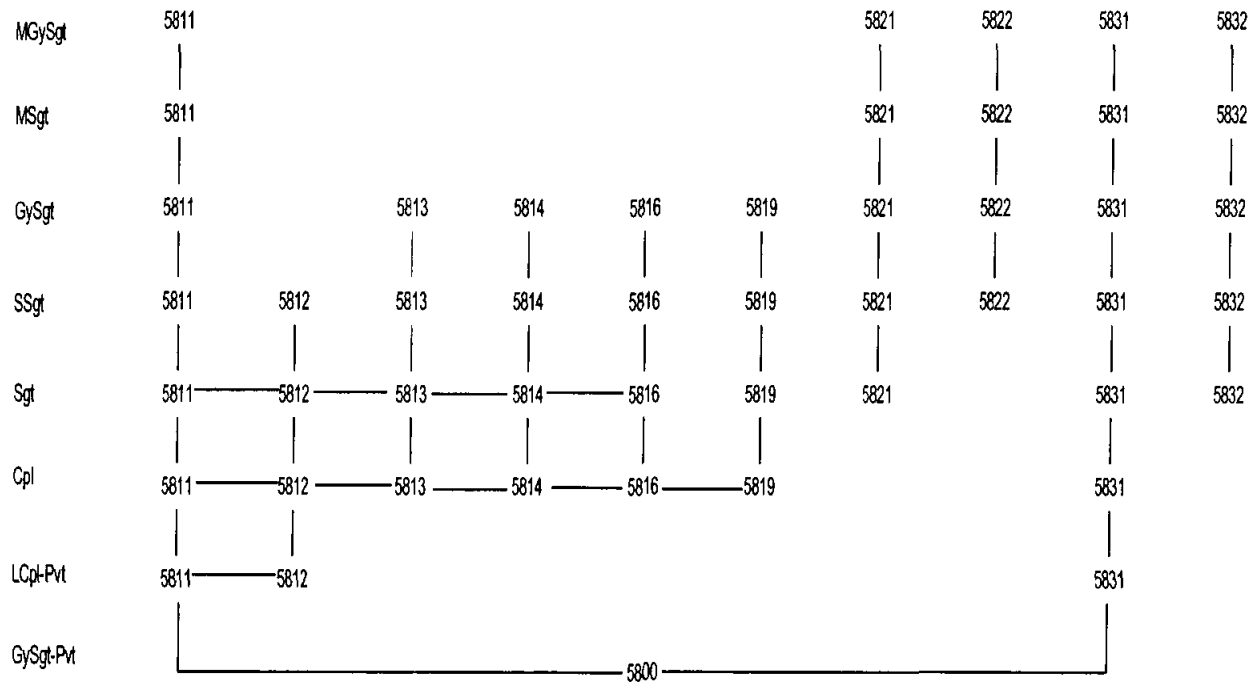 MGySgt 5811 5821 5822 5831 5832
MSgt 5811 5821 5822 5831 5832
GySgt 5811 5813 5814 5816 5819 5821 5822 5831 5832
SSgt 5811 5812 5813 5814 5816 5819 5821 5822 5831 5832
Sgt 5811 5812 5813 5814 5816 5819 5821 5831 5832
Cpl 5811 5812 5813 5814 5816 5819 5831
LCpl-Pvt 5811 5812 5831
GySgt-Pvt 5800